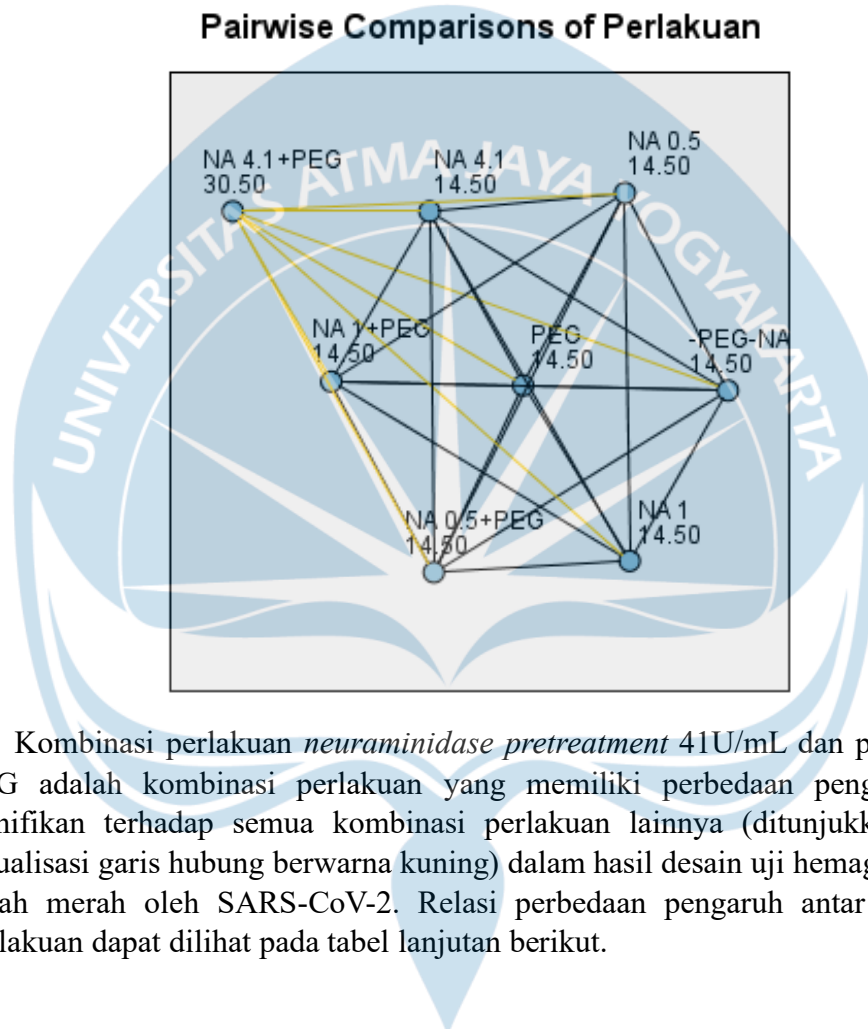 Pairwise Comparisons of Perlakuan
NA 4.1+PEG
30.50
NA 4.1
14.50
NA 0.5
14.50
NA 1+PEG
14.50
PEG
14.50
-PEG-NA
14.50
NA 0.5+PEG
14.50
NA 1
14.50
UNIVERSITAS ATMA JAYA YOGYAKARTA
Kombinasi perlakuan neuraminidase pretreatment 41U/mL dan p
G adalah kombinasi perlakuan yang memiliki perbedaan peng
nifikan terhadap semua kombinasi perlakuan lainnya (ditunjukk
ualisasi garis hubung berwarna kuning) dalam hasil desain uji hemag
ah merah oleh SARS-CoV-2. Relasi perbedaan pengaruh antar
lakuan dapat dilihat pada tabel lanjutan berikut.